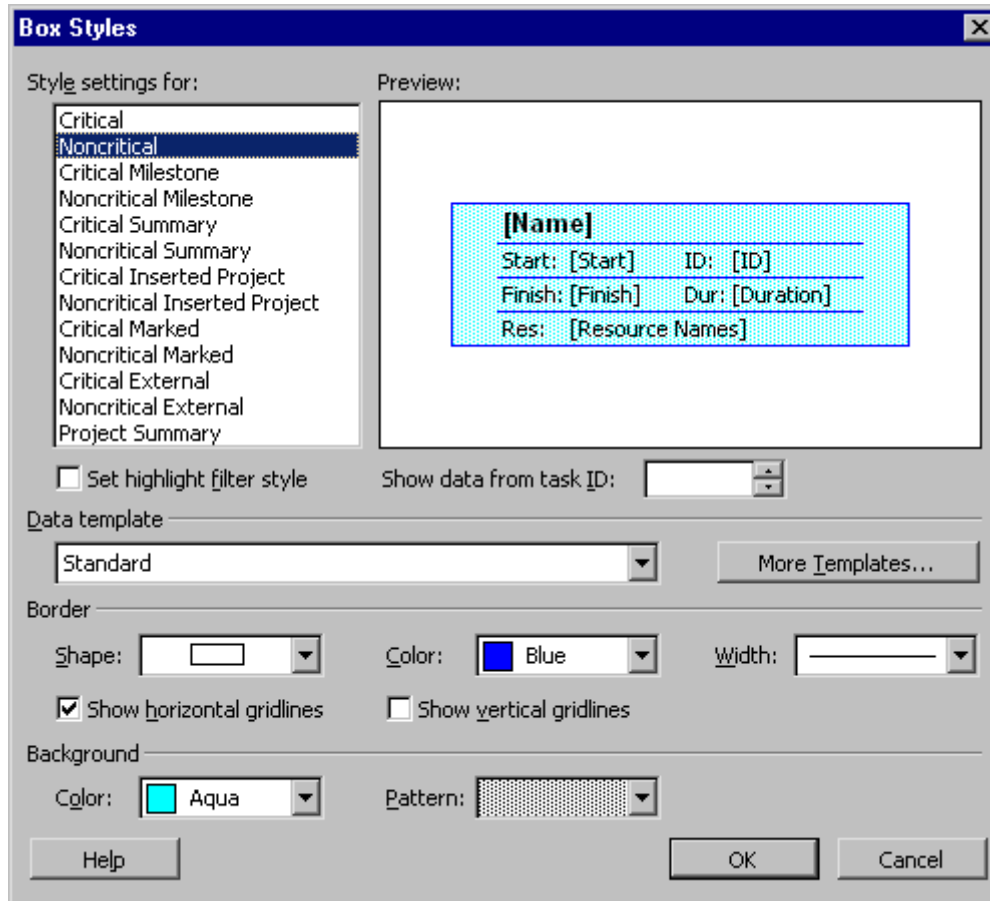 Box Styles
Style settings for:
Preview:
Critical
Noncritical
Critical Milestone
Noncritical Milestone
Critical Summary
Noncritical Summary
Critical Inserted Project
Noncritical Inserted Project
Critical Marked
Noncritical Marked
Critical External
Noncritical External
Project Summary
[Name]
Start: [Start] ID: [ID]
Finish: [Finish] Dur: [Duration]
Res: [Resource Names]
Set highlight filter style
Show data from task ID:
Data template
Standard
More Templates...
Border
Shape:
Color: Blue
Width:
Show horizontal gridlines
Show vertical gridlines
Background
Color: Aqua
Pattern:
Help
OK
Cancel